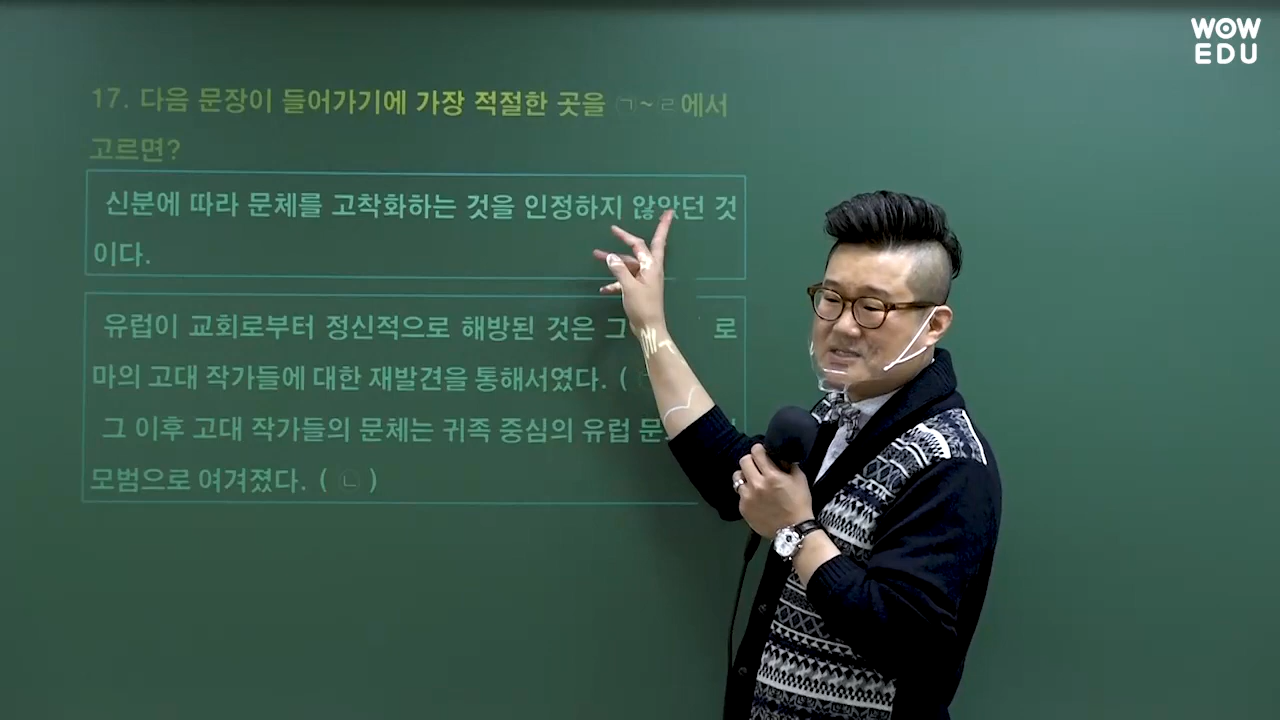 WOW
EDU
17. 다음 문장이 들어가기에 가장 적절한 곳을 ㉠~㉣에서
고르면?
신분에 따라 문체를 고착화하는 것을 인정하지 않았던 것
이다.
유럽이 교회로부터 정신적으로 해방된 것은 그 로
마의 고대 작가들에 대한 재발견을 통해서였다. (
그 이후 고대 작가들의 문체는 귀족 중심의 유럽
모범으로 여겨졌다. ( ㉡ )